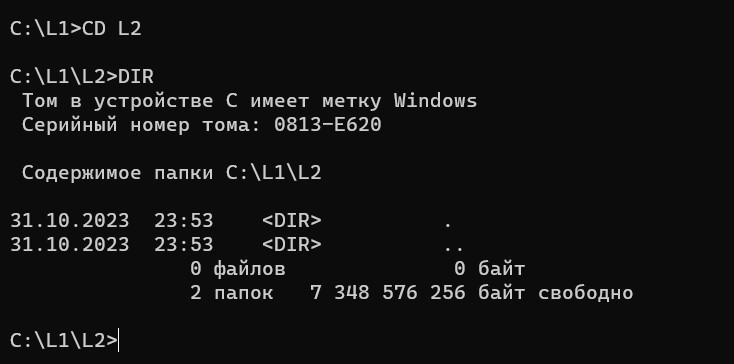 C:\L1>CD L2
C:\L1\L2>DIR
Том в устройстве C имеет метку Windows
Серийный номер тома: 0813-E620
Содержимое папки C:\L1\L2
31.10.2023  23:53    <DIR>          .
31.10.2023  23:53    <DIR>          ..
0 файлов              0 байт
2 папок   7 348 576 256 байт свободно
C:\L1\L2>